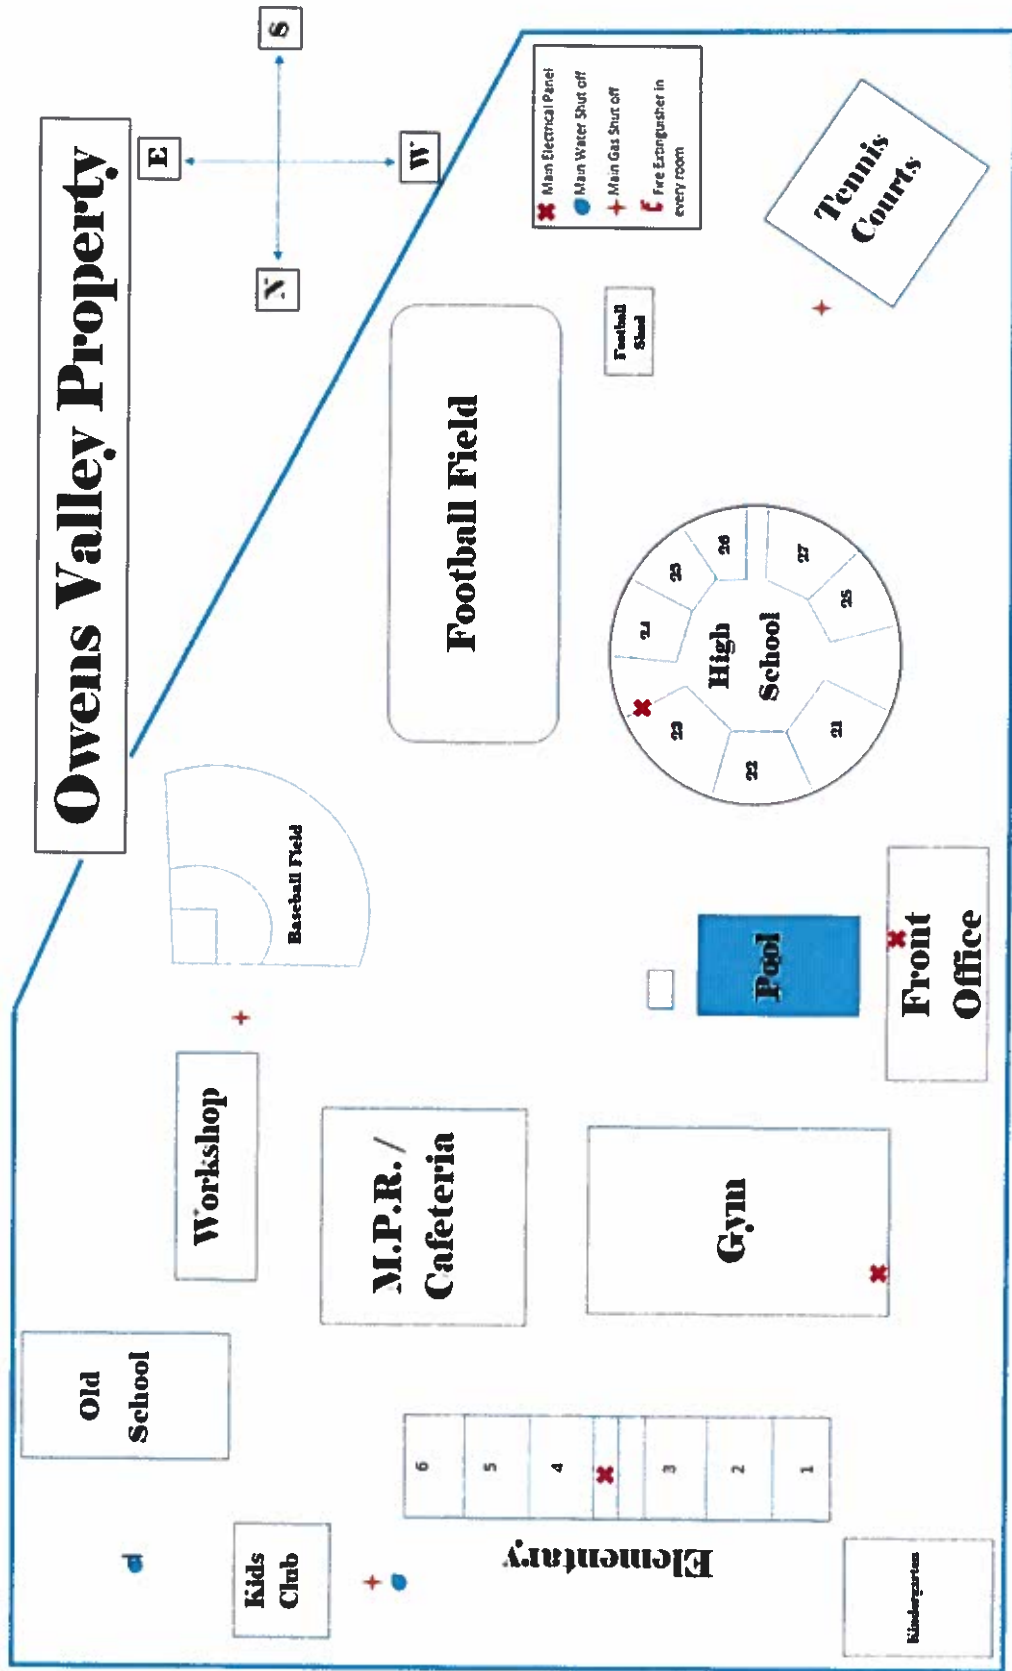 Owens Valley Property
E
S
N
W
Main Electrical Panel
Main Water Shut off
Main Gas Shut off
Fire Extinguisher in
every room
Old
School
Workshop
Baseball Field
Kids
Club
M.P.R. /
Cafeteria
Football Field
Football
Shed
Tennis
Courts
Elementary
6
5
4
3
2
1
Gym
Pool
Front
Office
High
School
21
22
23
24
25
26
27
25
Kindergarten